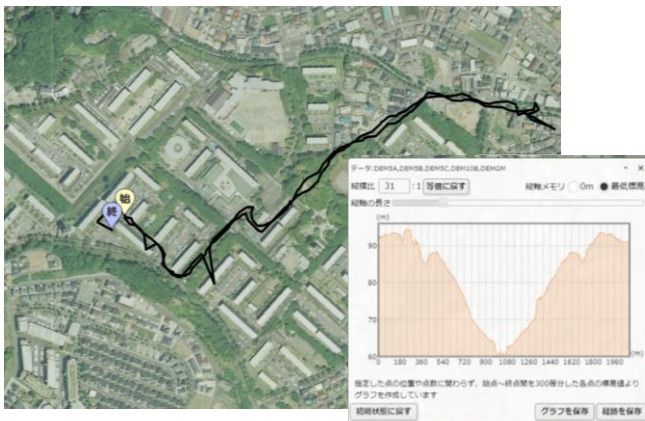 始
終
データ:DEM5A,DEM5B,DEM5C,DEM10B,DEMGM
縦横比 31 :1 等倍に戻す 縦軸メモリ 0m 最低標高
縦軸の長さ
(m)
90
80
70
60
0 180 360 540 720 900 1080 1260 1440 1620 1800 1980 (m)
指定した点の位置や点数に関わらず、始点~終点間を300等分した各点の標高値より
グラフを作成しています
初期状態に戻す グラフを保存 経路を保存